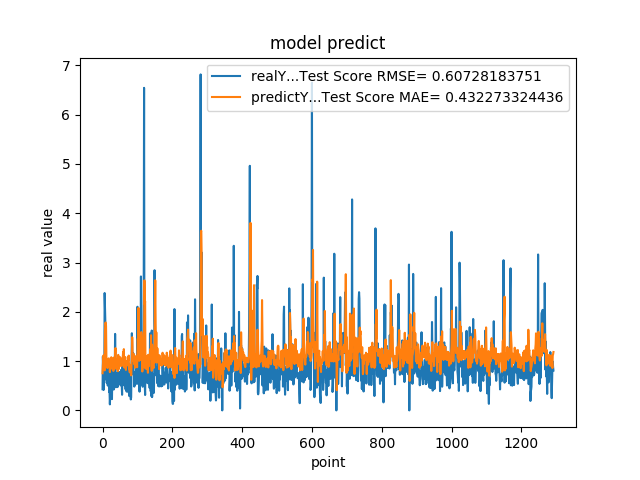 model predict
realY...Test Score RMSE= 0.60728183751
predictY...Test Score MAE= 0.432273324436
real value
7
6
5
4
3
2
1
0
0 200 400 600 800 1000 1200
point